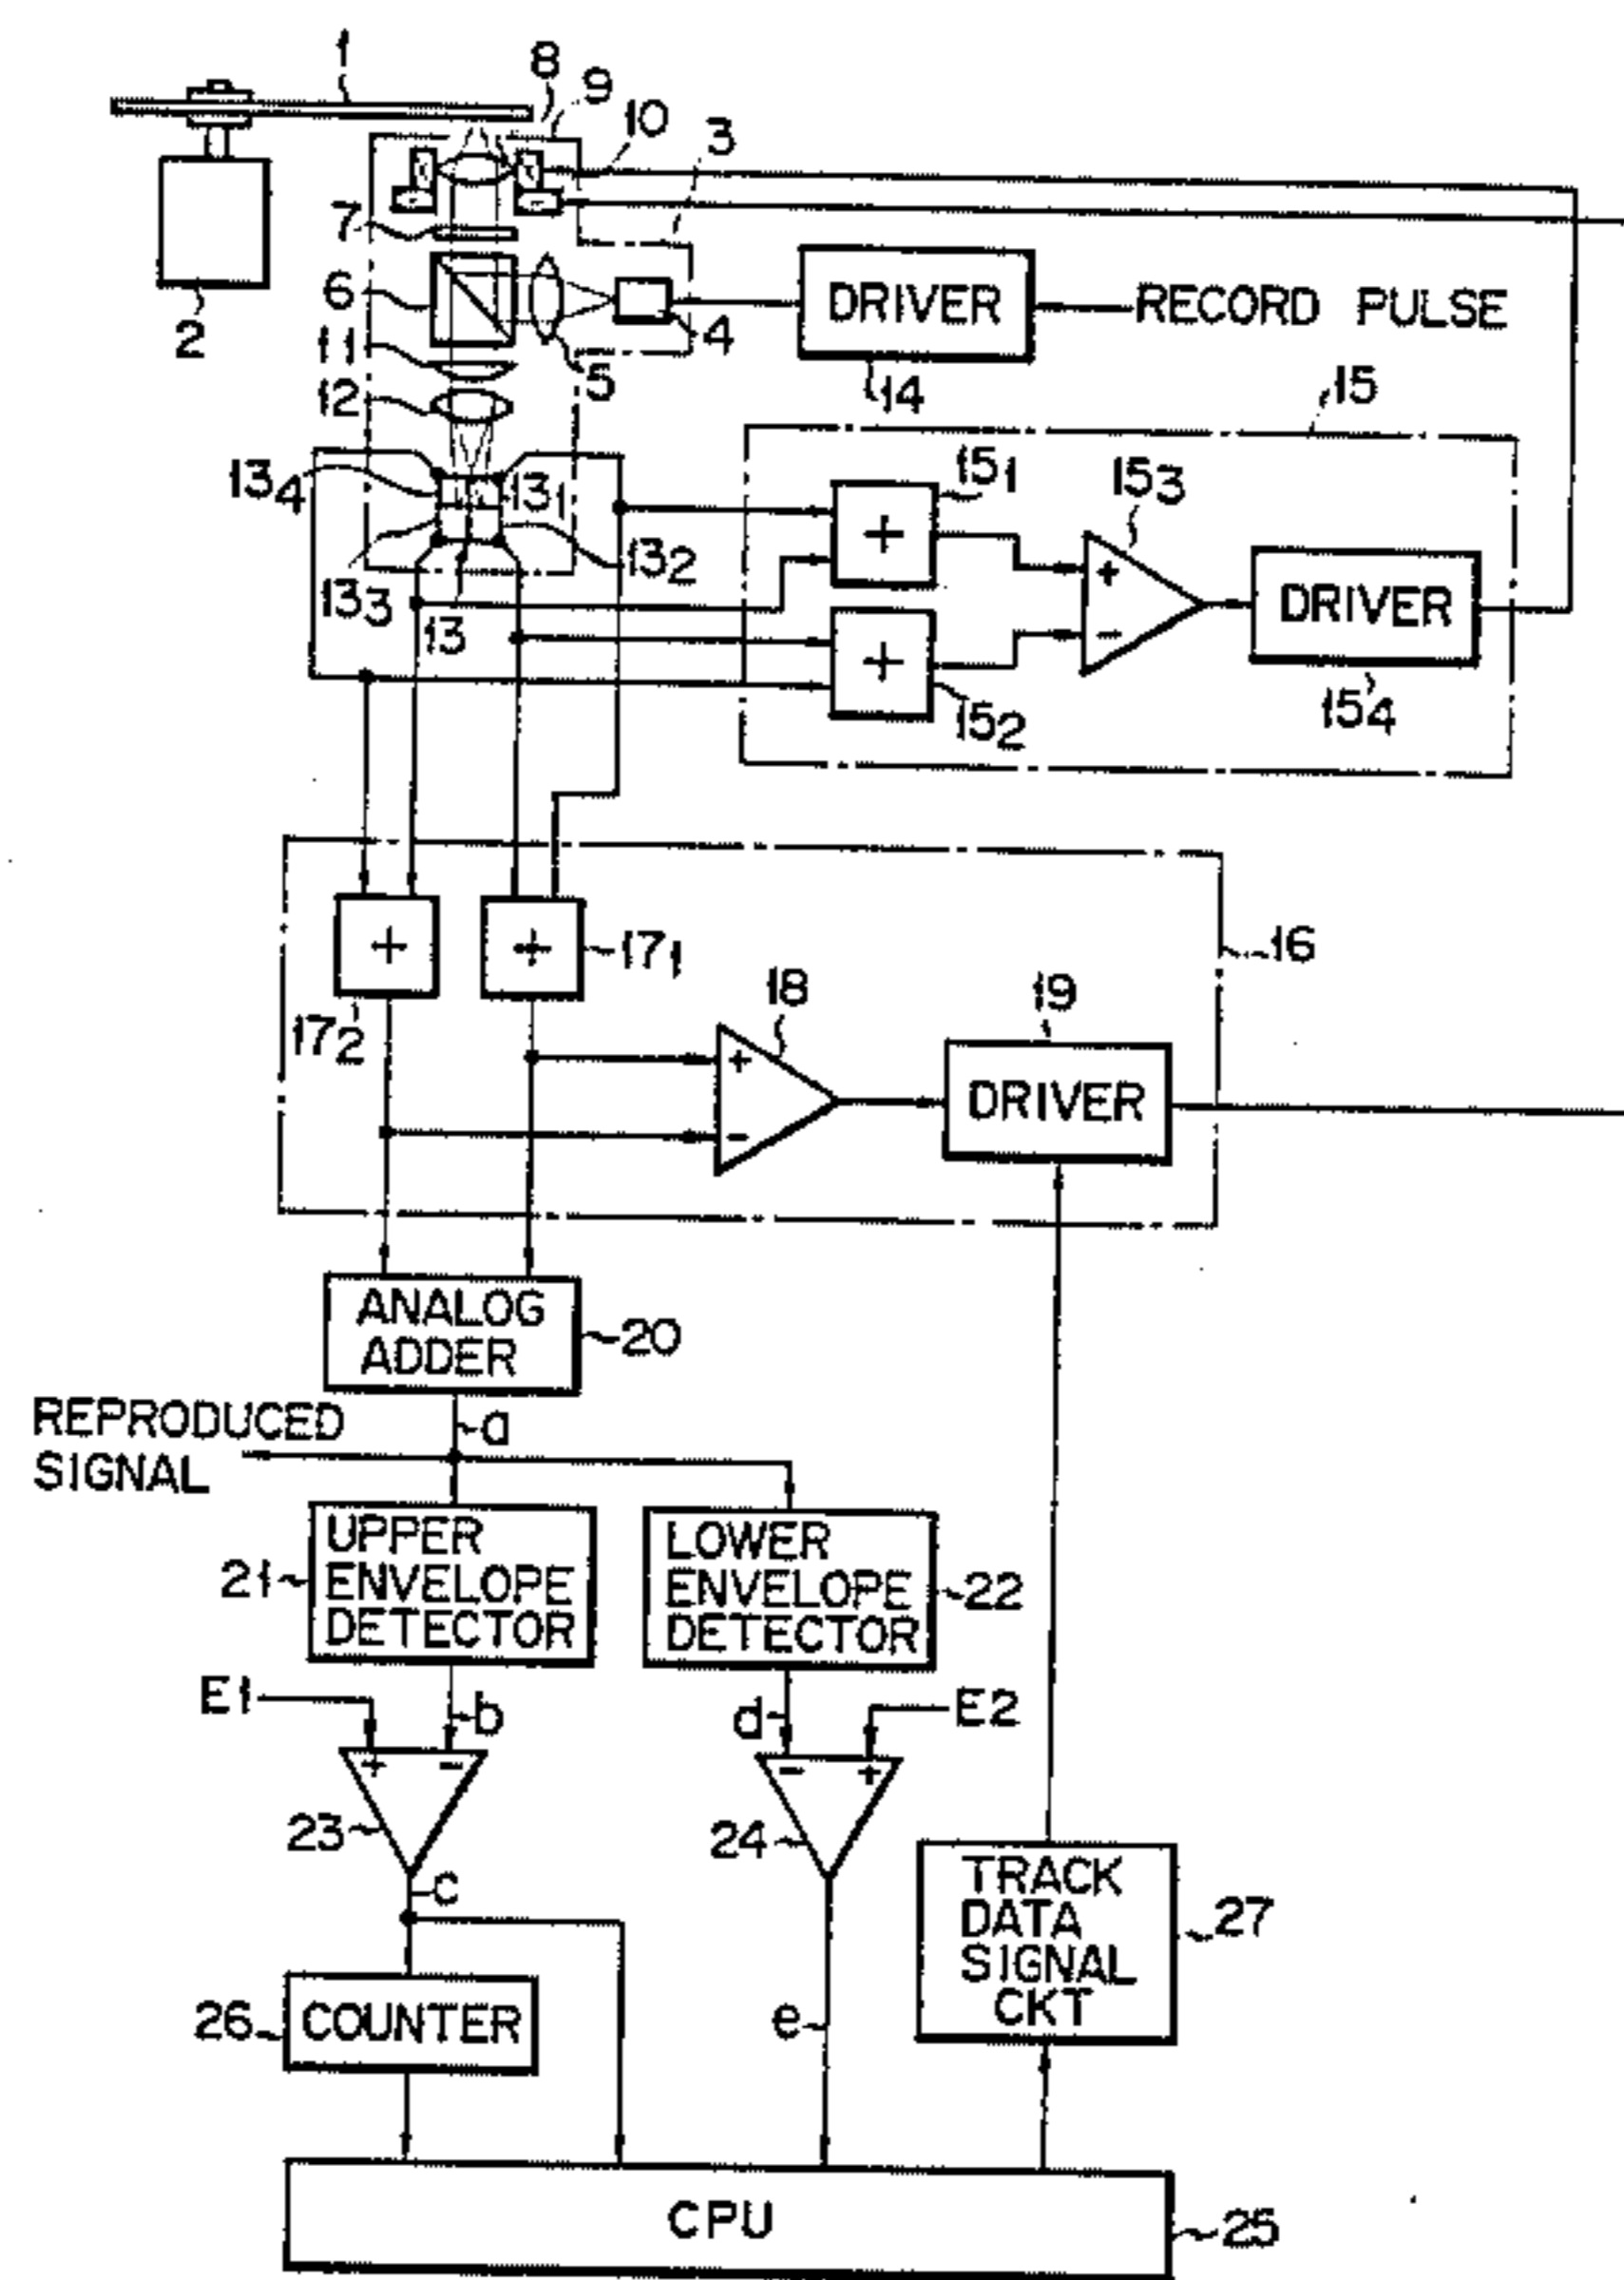 1
8
9
10
3
7
6
2
4
5
11
12
DRIVER
RECORD PULSE
14
15
13₄
13₁
13₃
13₂
13
15₁
+
15₃
+
-
15₂
+
DRIVER
15₄
+
+
17₁
17₂
16
18
+
-
19
DRIVER
ANALOG
ADDER
20
REPRODUCED
SIGNAL
a
UPPER
ENVELOPE
DETECTOR
21
LOWER
ENVELOPE
DETECTOR
22
E1
b
d
E2
+
-
-
+
23
24
c
TRACK
DATA
SIGNAL
CKT
27
26
COUNTER
e
CPU
25